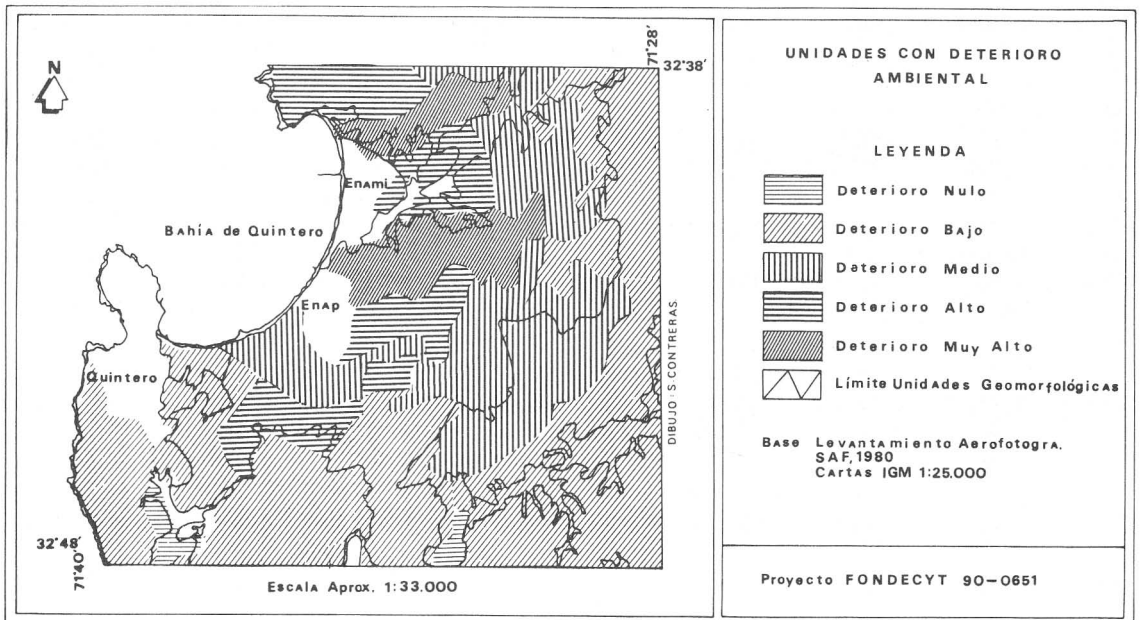 N
71°28'
32°38'
Enami
Bahía de Quintero
Enap
Quintero
32°48'
71°40'
Escala Aprox. 1:33.000
DIBUJO: S. CONTRERAS
UNIDADES CON DETERIORO
AMBIENTAL
LEYENDA
Deterioro Nulo
Deterioro Bajo
Deterioro Medio
Deterioro Alto
Deterioro Muy Alto
Límite Unidades Geomorfológicas
Base Levantamiento Aerofotogra.
SAF, 1980
Cartas IGM 1:25.000
Proyecto FONDECYT 90-0651